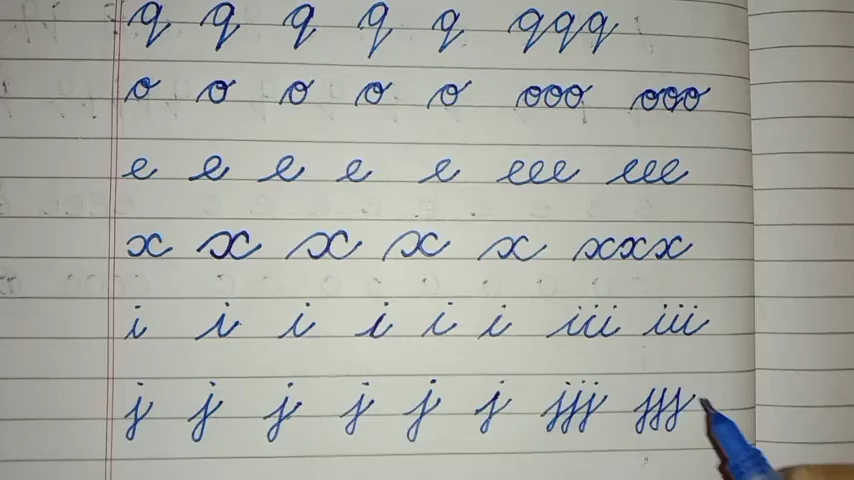 q q q q q qqq
o o o o o ooo ooo
e e e e e eee eee
x x x x x xxx
i i i i i i iii iii
j j j j j j jjj jjj